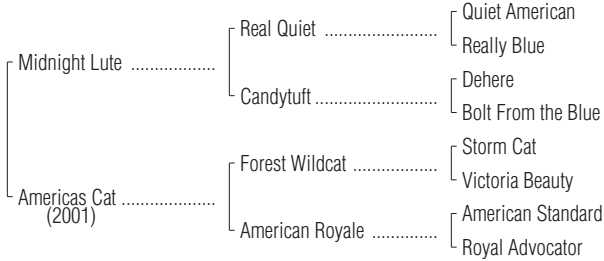 Quiet American
Real Quiet ......................
Really Blue
Midnight Lute ...................
Dehere
Candytuft ........................
Bolt From the Blue
Storm Cat
Forest Wildcat .................
Victoria Beauty
Americas Cat .....................
(2001)
American Standard
American Royale .............
Royal Advocator